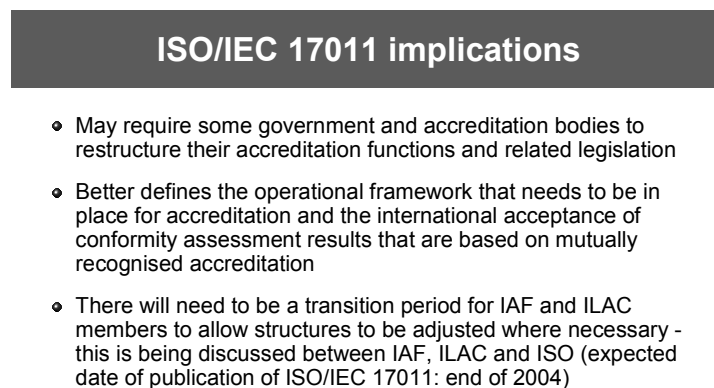 ISO/IEC 17011 implications
May require some government and accreditation bodies to
restructure their accreditation functions and related legislation
Better defines the operational framework that needs to be in
place for accreditation and the international acceptance of
conformity assessment results that are based on mutually
recognised accreditation
There will need to be a transition period for IAF and ILAC
members to allow structures to be adjusted where necessary -
this is being discussed between IAF, ILAC and ISO (expected
date of publication of ISO/IEC 17011: end of 2004)